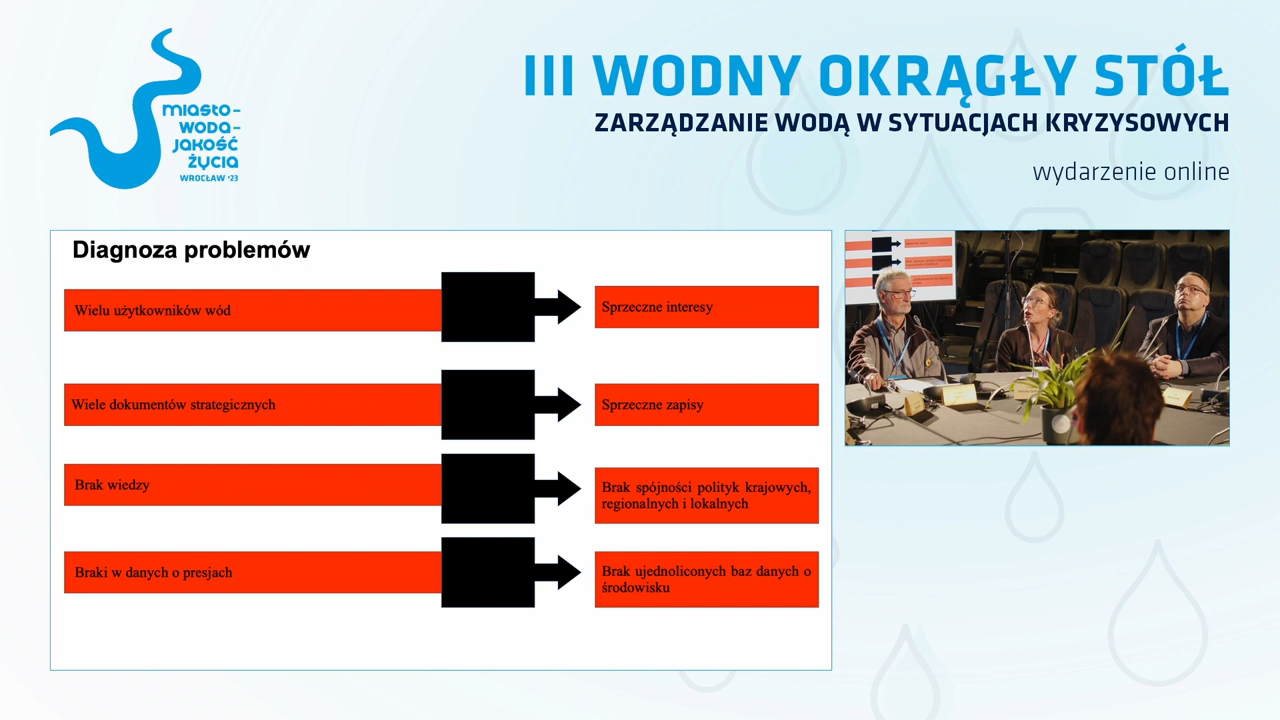 miasto-
woda-
jakość
życia
WROCŁAW '23
III WODNY OKRĄGŁY STÓŁ
ZARZĄDZANIE WODĄ W SYTUACJACH KRYZYSOWYCH
wydarzenie online
Diagnoza problemów
Wielu użytkowników wód
Sprzeczne interesy
Wiele dokumentów strategicznych
Sprzeczne zapisy
Brak wiedzy
Brak spójności polityk krajowych,
regionalnych i lokalnych
Braki w danych o presjach
Brak ujednoliconych baz danych o
środowisku